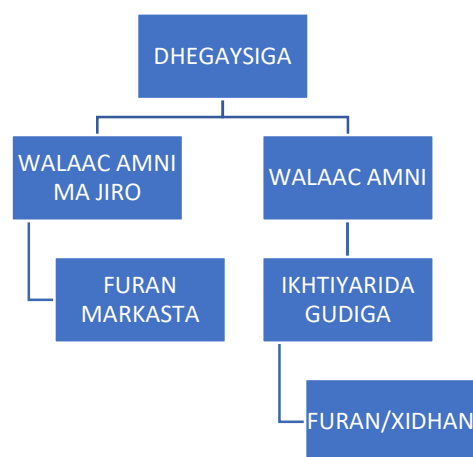 DHEGAYSIGA
WALAAC AMNI
MA JIRO
WALAAC AMNI
FURAN
MARKASTA
IKHTIYARIDA
GUDIGA
FURAN/XIDHAN